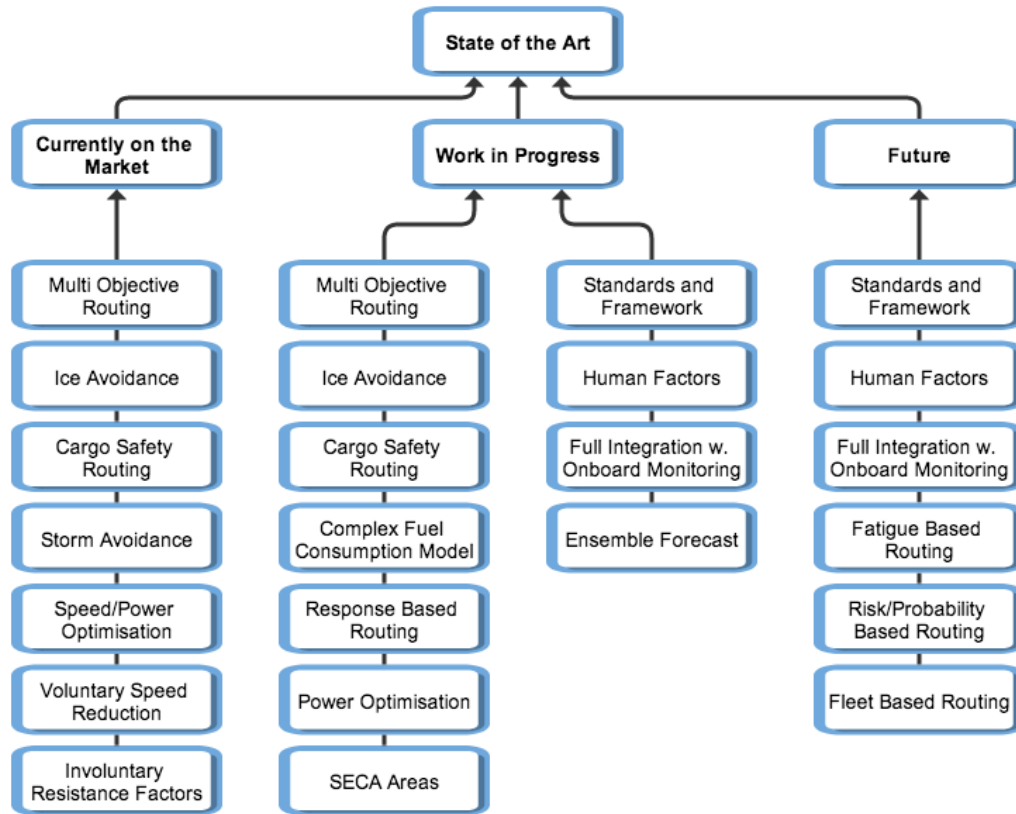 State of the Art
Currently on the
Market
Work in Progress
Future
Multi Objective
Routing
Ice Avoidance
Cargo Safety
Routing
Storm Avoidance
Speed/Power
Optimisation
Voluntary Speed
Reduction
Involuntary
Resistance Factors
Multi Objective
Routing
Ice Avoidance
Cargo Safety
Routing
Complex Fuel
Consumption Model
Response Based
Routing
Power Optimisation
SECA Areas
Standards and
Framework
Human Factors
Full Integration w.
Onboard Monitoring
Ensemble Forecast
Standards and
Framework
Human Factors
Full Integration w.
Onboard Monitoring
Fatigue Based
Routing
Risk/Probability
Based Routing
Fleet Based Routing